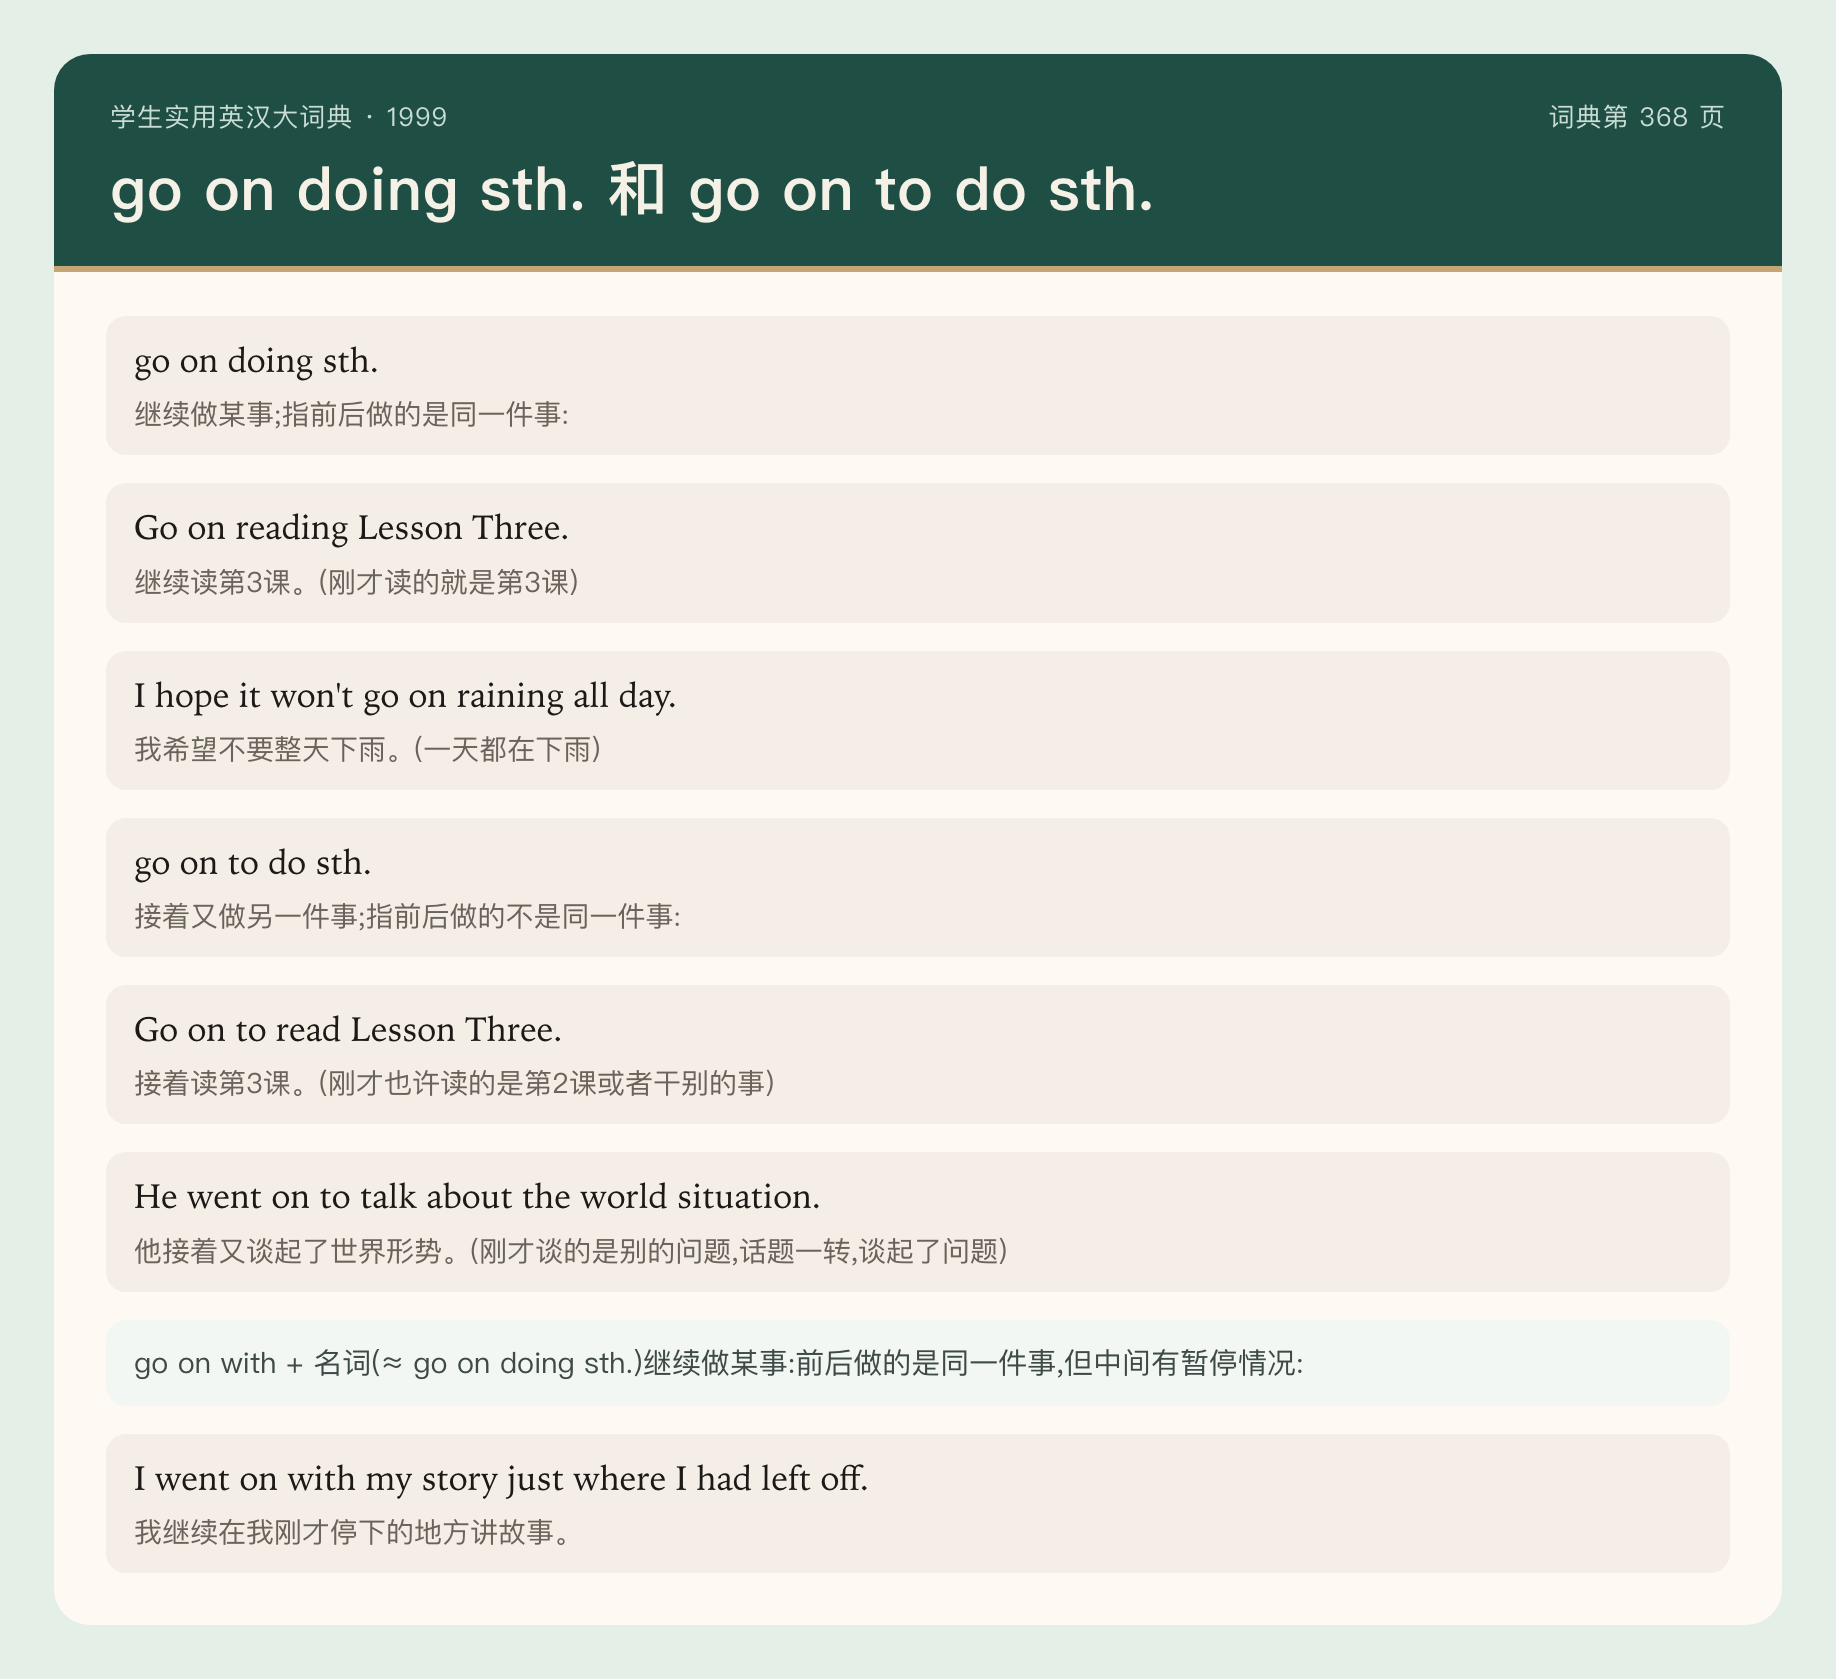 学生实用英汉大词典 · 1999
词典第 368 页
go on doing sth. 和 go on to do sth.
go on doing sth.
继续做某事;指前后做的是同一件事:
Go on reading Lesson Three.
继续读第3课。(刚才读的就是第3课)
I hope it won't go on raining all day.
我希望不要整天下雨。(一天都在下雨)
go on to do sth.
接着又做另一件事;指前后做的不是同一件事:
Go on to read Lesson Three.
接着读第3课。(刚才也许读的是第2课或者干别的事)
He went on to talk about the world situation.
他接着又谈起了世界形势。(刚才谈的是别的问题,话题一转,谈起了问题)
go on with + 名词(≈ go on doing sth.)继续做某事:前后做的是同一件事,但中间有暂停情况:
I went on with my story just where I had left off.
我继续在我刚才停下的地方讲故事。